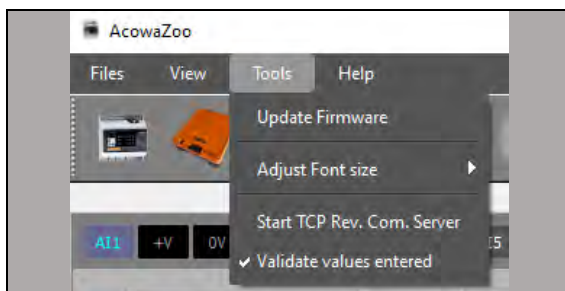 AcowaZoo
Files View Tools Help
Update Firmware
Adjust Font size
Start TCP Rev. Com. Server
AI1 +V 0V I5
Validate values entered